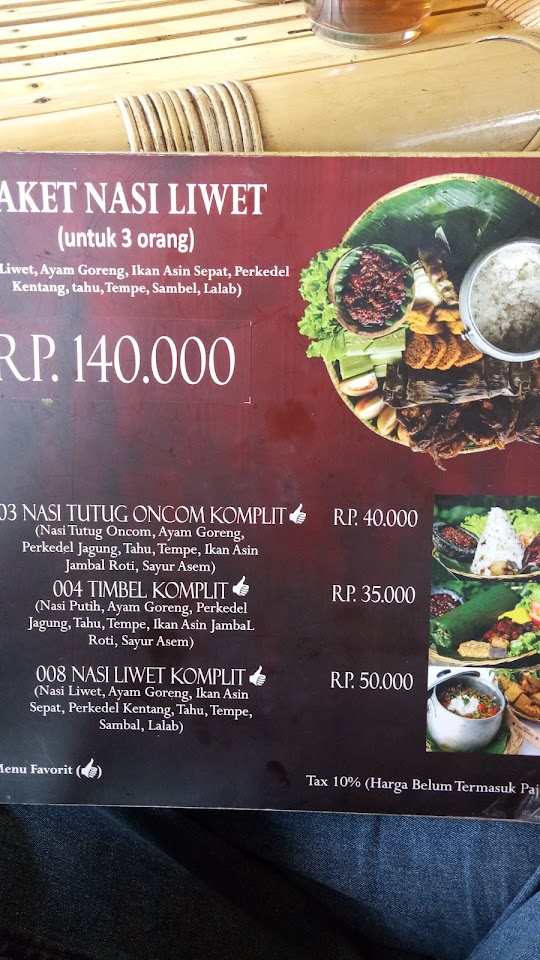 AKET NASI LIWET
(untuk 3 orang)
Liwet, Ayam Goreng, Ikan Asin Sepat, Perkedel
Kentang, tahu, Tempe, Sambel, Lalab)
RP. 140.000
03 NASI TUTUG ONCOM KOMPLIT RP. 40.000
(Nasi Tutug Oncom, Ayam Goreng,
Perkedel Jagung, Tahu, Tempe, Ikan Asin
Jambal Roti, Sayur Asem)
004 TIMBEL KOMPLIT RP. 35.000
(Nasi Putih, Ayam Goreng, Perkedel
Jagung, Tahu, Tempe, Ikan Asin JambaL
Roti, Sayur Asem)
008 NASI LIWET KOMPLIT RP. 50.000
(Nasi Liwet, Ayam Goreng, Ikan Asin
Sepat, Perkedel Kentang, Tahu, Tempe,
Sambal, Lalab)
Menu Favorit ( )
Tax 10% (Harga Belum Termasuk Paj